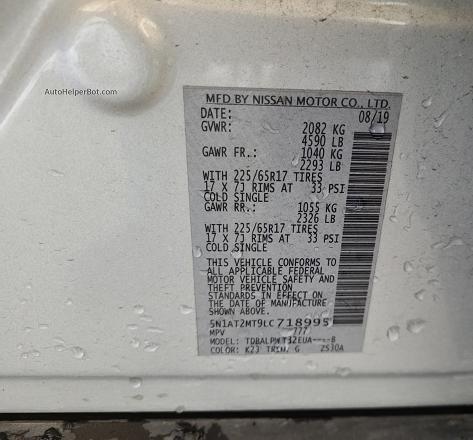 AutoHelperBot.com
MFD BY NISSAN MOTOR CO., LTD.
DATE: 08/19
GVWR: 2082 KG
4590 LB
GAWR FR.: 1040 KG
2293 LB
WITH 225/65R17 TIRES
17 X 7J RIMS AT 33 PSI
COLD SINGLE
GAWR RR.: 1055 KG
2326 LB
WITH 225/65R17 TIRES
17 X 7J RIMS AT 33 PSI
COLD SINGLE
THIS VEHICLE CONFORMS TO
ALL APPLICABLE FEDERAL
MOTOR VEHICLE SAFETY AND
THEFT PREVENTION
STANDARDS IN EFFECT ON
THE DATE OF MANUFACTURE
SHOWN ABOVE.
5N1AT2MT9LC718995
MPV 777
MODEL:
COLOR: K23 TRIM: G